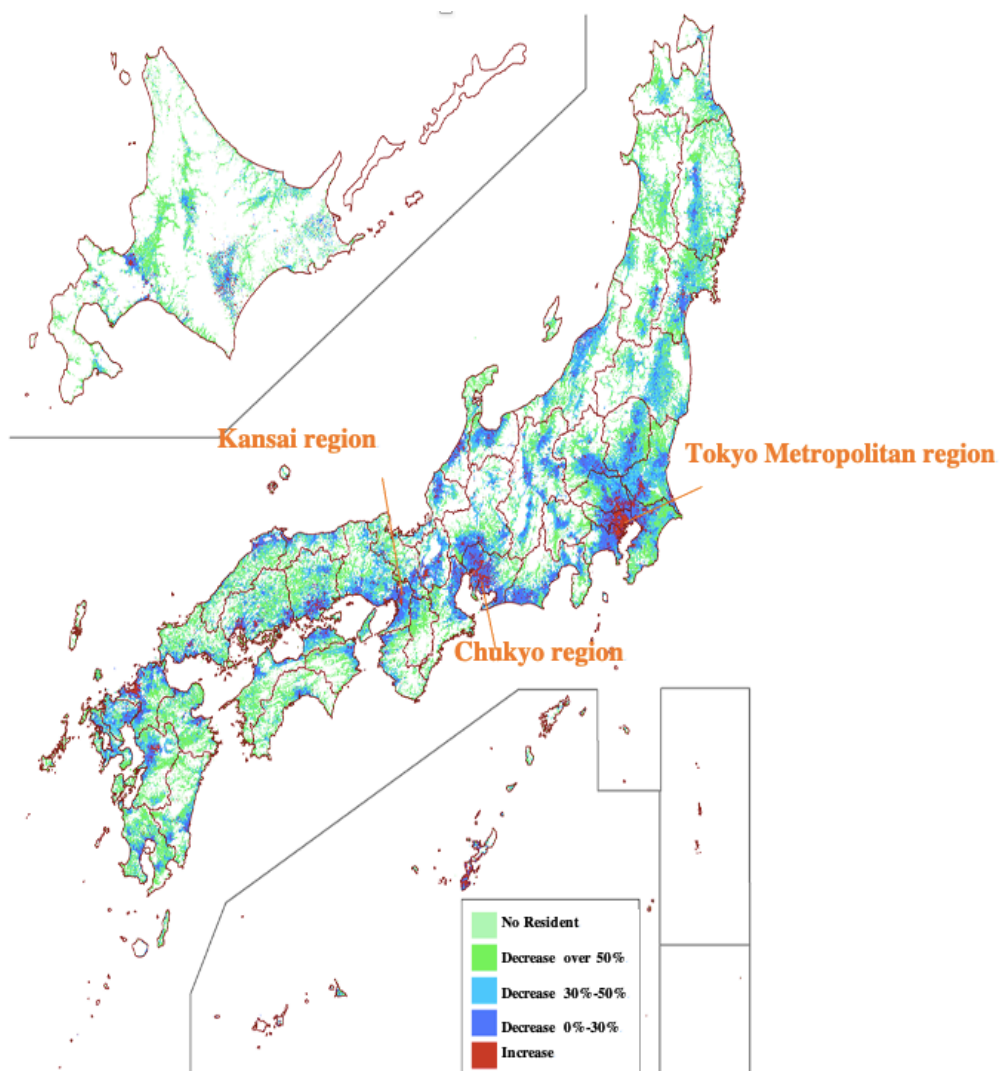 Kansai region
Tokyo Metropolitan region
Chukyo region
No Resident
Decrease over 50%
Decrease 30%-50%
Decrease 0%-30%
Increase